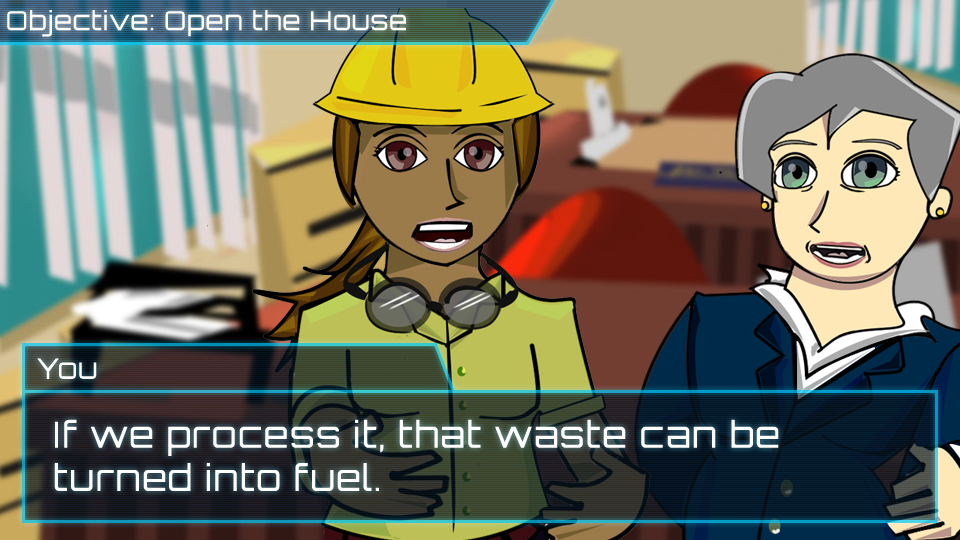 Objective: Open the House
You
If we process it, that waste can be
turned into fuel.